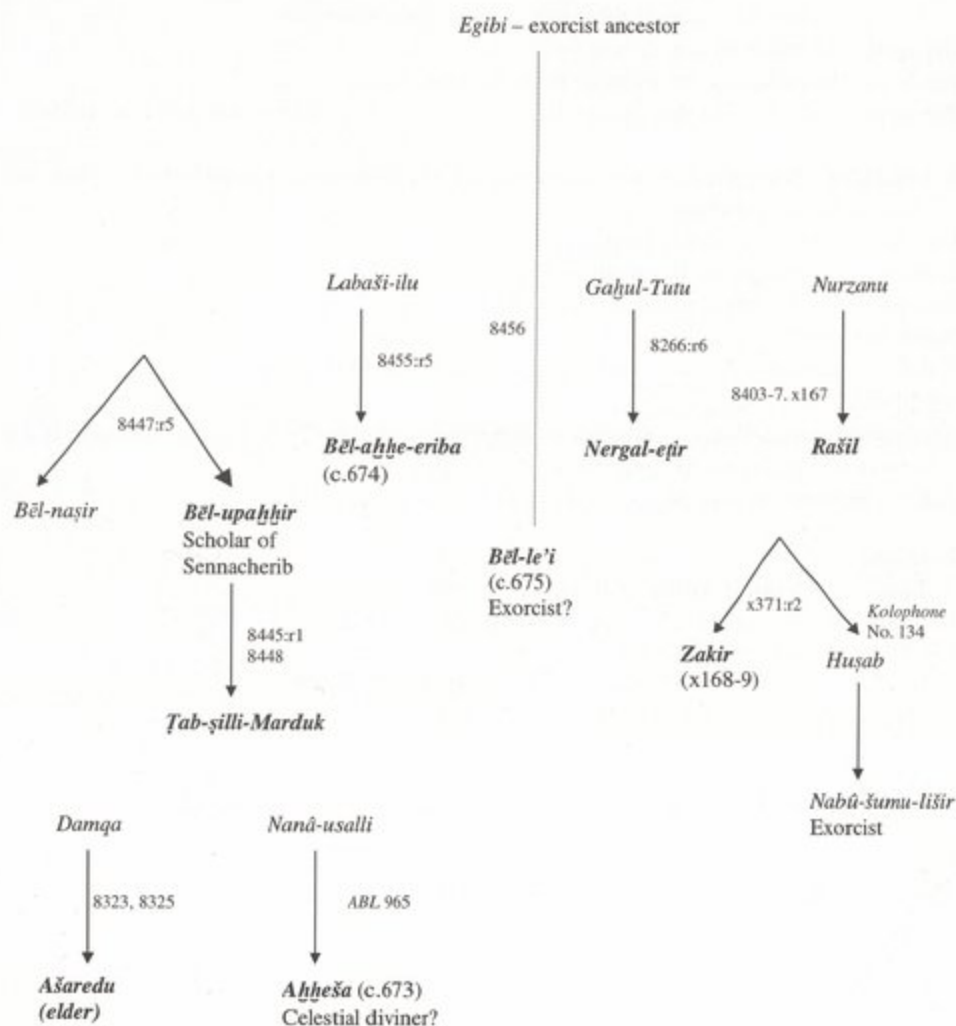 Egibi – exorcist ancestor
Labaši-ilu
Gaḫul-Tutu
Nurzanu
8456
8455:r5
8266:r6
8403-7. x167
8447:r5
Bēl-aḫḫe-eriba
(c.674)
Nergal-eṭir
Rašil
Bēl-naṣir
Bēl-upaḫḫir
Scholar of
Sennacherib
Bēl-le'i
(c.675)
Exorcist?
x371:r2
Kolophone
No. 134
8445:r1
8448
Zakir
(x168-9)
Huṣab
Ṭab-ṣilli-Marduk
Nabû-šumu-lišir
Exorcist
Damqa
Nanâ-usalli
8323, 8325
ABL 965
Ašaredu
(elder)
Aḫḫeša (c.673)
Celestial diviner?